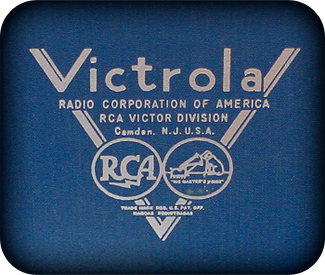 Victrola
RADIO CORPORATION OF AMERICA
RCA VICTOR DIVISION
Camden, N.J. U.S.A.
RCA
"HIS MASTER'S VOICE"
TRADE MARK REG. U.S. PAT. OFF.
MARCAS REGISTRADAS